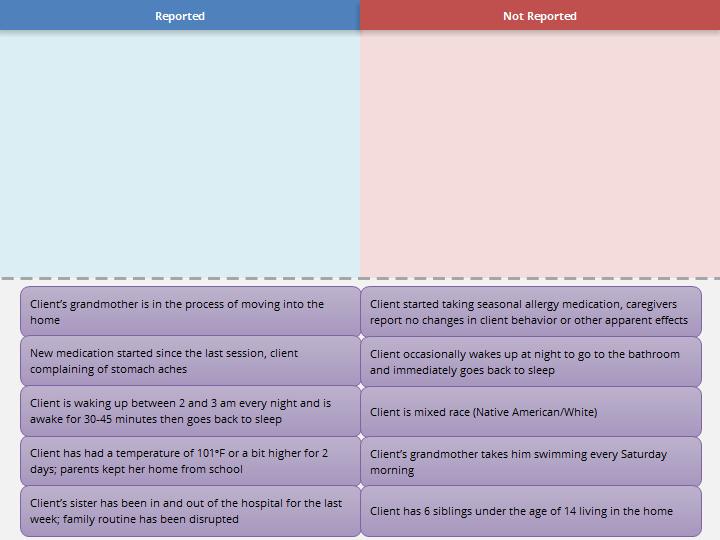 Reported
Not Reported
Client’s grandmother is in the process of moving into the
home
Client started taking seasonal allergy medication, caregivers
report no changes in client behavior or other apparent effects
New medication started since the last session, client
complaining of stomach aches
Client occasionally wakes up at night to go to the bathroom
and immediately goes back to sleep
Client is waking up between 2 and 3 am every night and is
awake for 30-45 minutes then goes back to sleep
Client is mixed race (Native American/White)
Client has had a temperature of 101°F or a bit higher for 2
days; parents kept her home from school
Client’s grandmother takes him swimming every Saturday
morning
Client’s sister has been in and out of the hospital for the last
week; family routine has been disrupted
Client has 6 siblings under the age of 14 living in the home